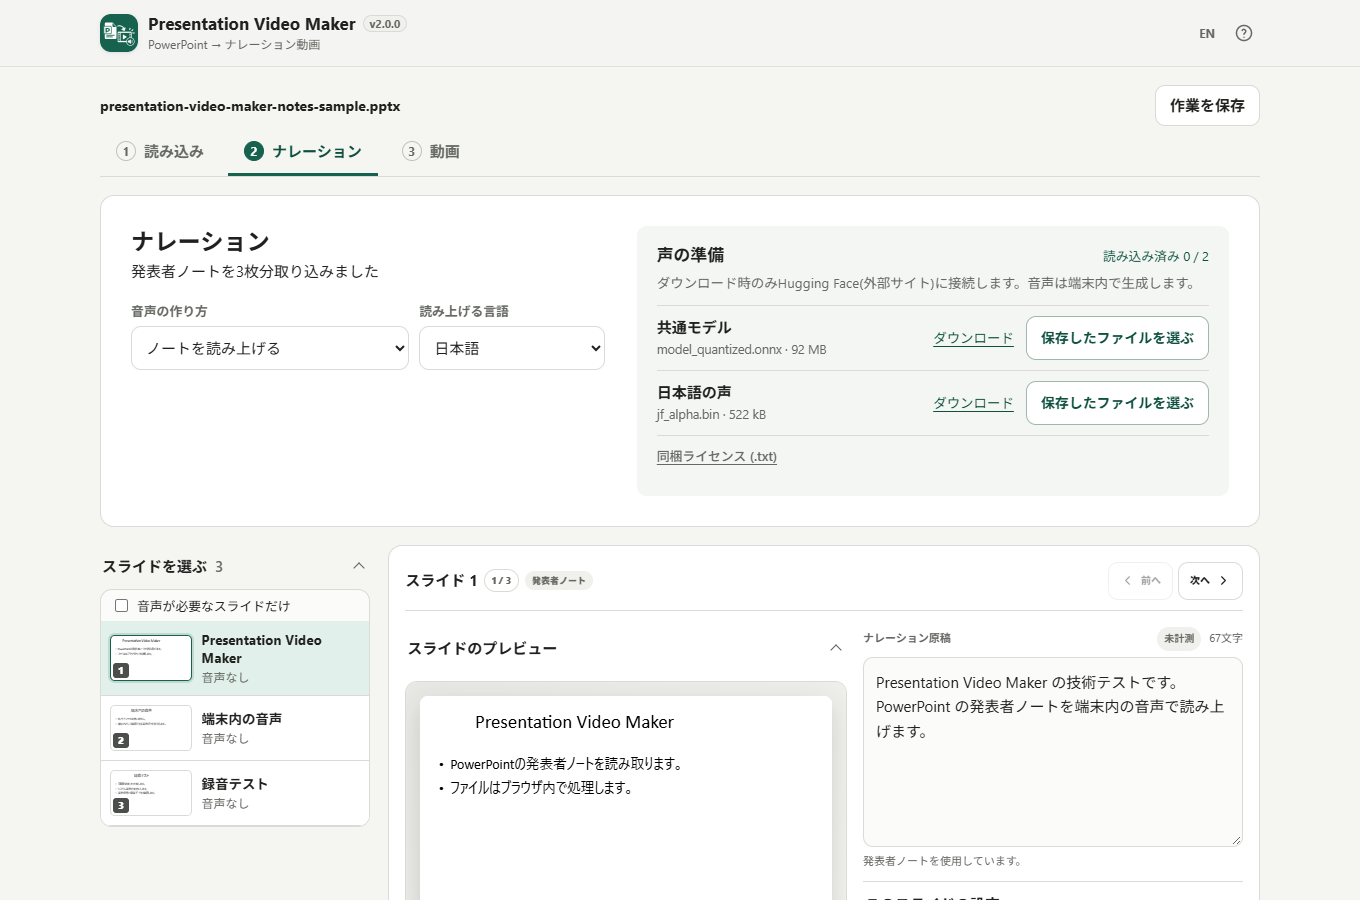 Presentation Video Maker v2.0.0
PowerPoint → ナレーション動画
EN
presentation-video-maker-notes-sample.pptx
作業を保存
1 読み込み
2 ナレーション
3 動画
ナレーション
発表者ノートを3枚分取り込みました
音声の作り方
ノートを読み上げる
読み上げる言語
日本語
声の準備
読み込み済み 0 / 2
ダウンロード時のみHugging Face(外部サイト)に接続します。音声は端末内で生成します。
共通モデル
model_quantized.onnx · 92 MB
ダウンロード
保存したファイルを選ぶ
日本語の声
jf_alpha.bin · 522 kB
ダウンロード
保存したファイルを選ぶ
同梱ライセンス (.txt)
スライドを選ぶ 3
音声が必要なスライドだけ
1
Presentation Video
Maker
音声なし
2
端末内の音声
音声なし
3
録音テスト
音声なし
スライド 1
1 / 3
発表者ノート
前へ
次へ
スライドのプレビュー
Presentation Video Maker
• PowerPointの発表者ノートを読み取ります。
• ファイルはブラウザ内で処理します。
ナレーション原稿
未計測
67文字
Presentation Video Maker の技術テストです。
PowerPoint の発表者ノートを端末内の音声で読み上
げます。
発表者ノートを使用しています。